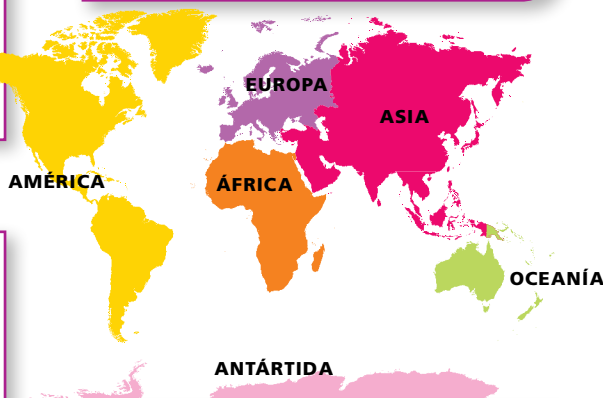 EUROPA
ASIA
AMÉRICA
ÁFRICA
OCEANÍA
ANTÁRTIDA